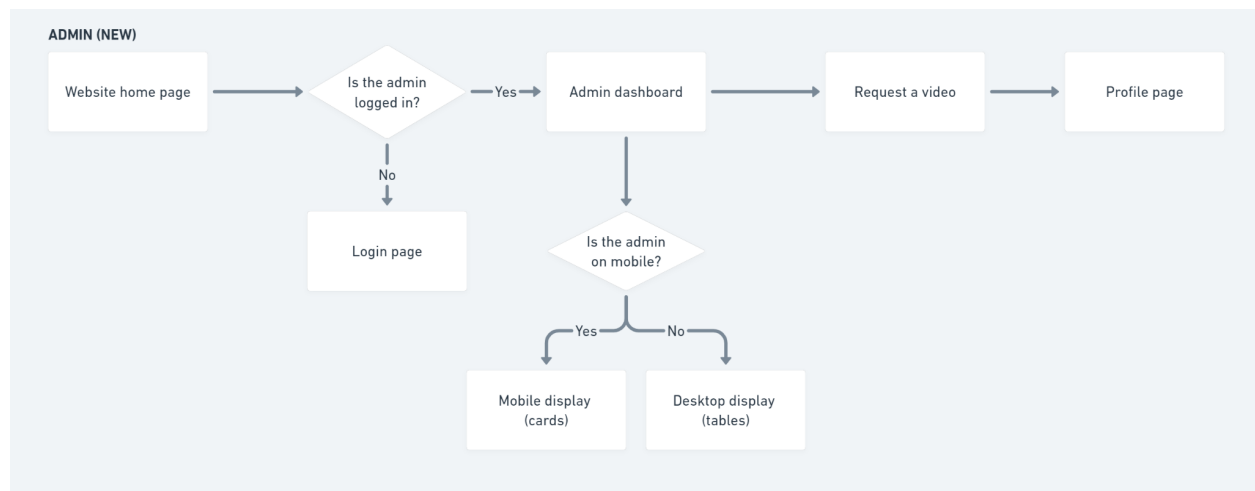 ADMIN (NEW)
Website home page
Is the admin
logged in?
Yes
Admin dashboard
Request a video
Profile page
No
Login page
Is the admin
on mobile?
Yes
No
Mobile display
(cards)
Desktop display
(tables)